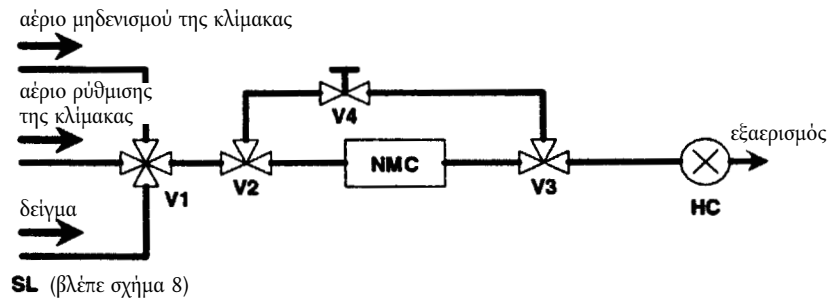 αέριο μηδενισμού της κλίμακας
αέριο ρύθμισης
της κλίμακας
V4
εξαερισμός
NMC
V1
V2
V3
HC
δείγμα
SL (βλέπε σχήμα 8)